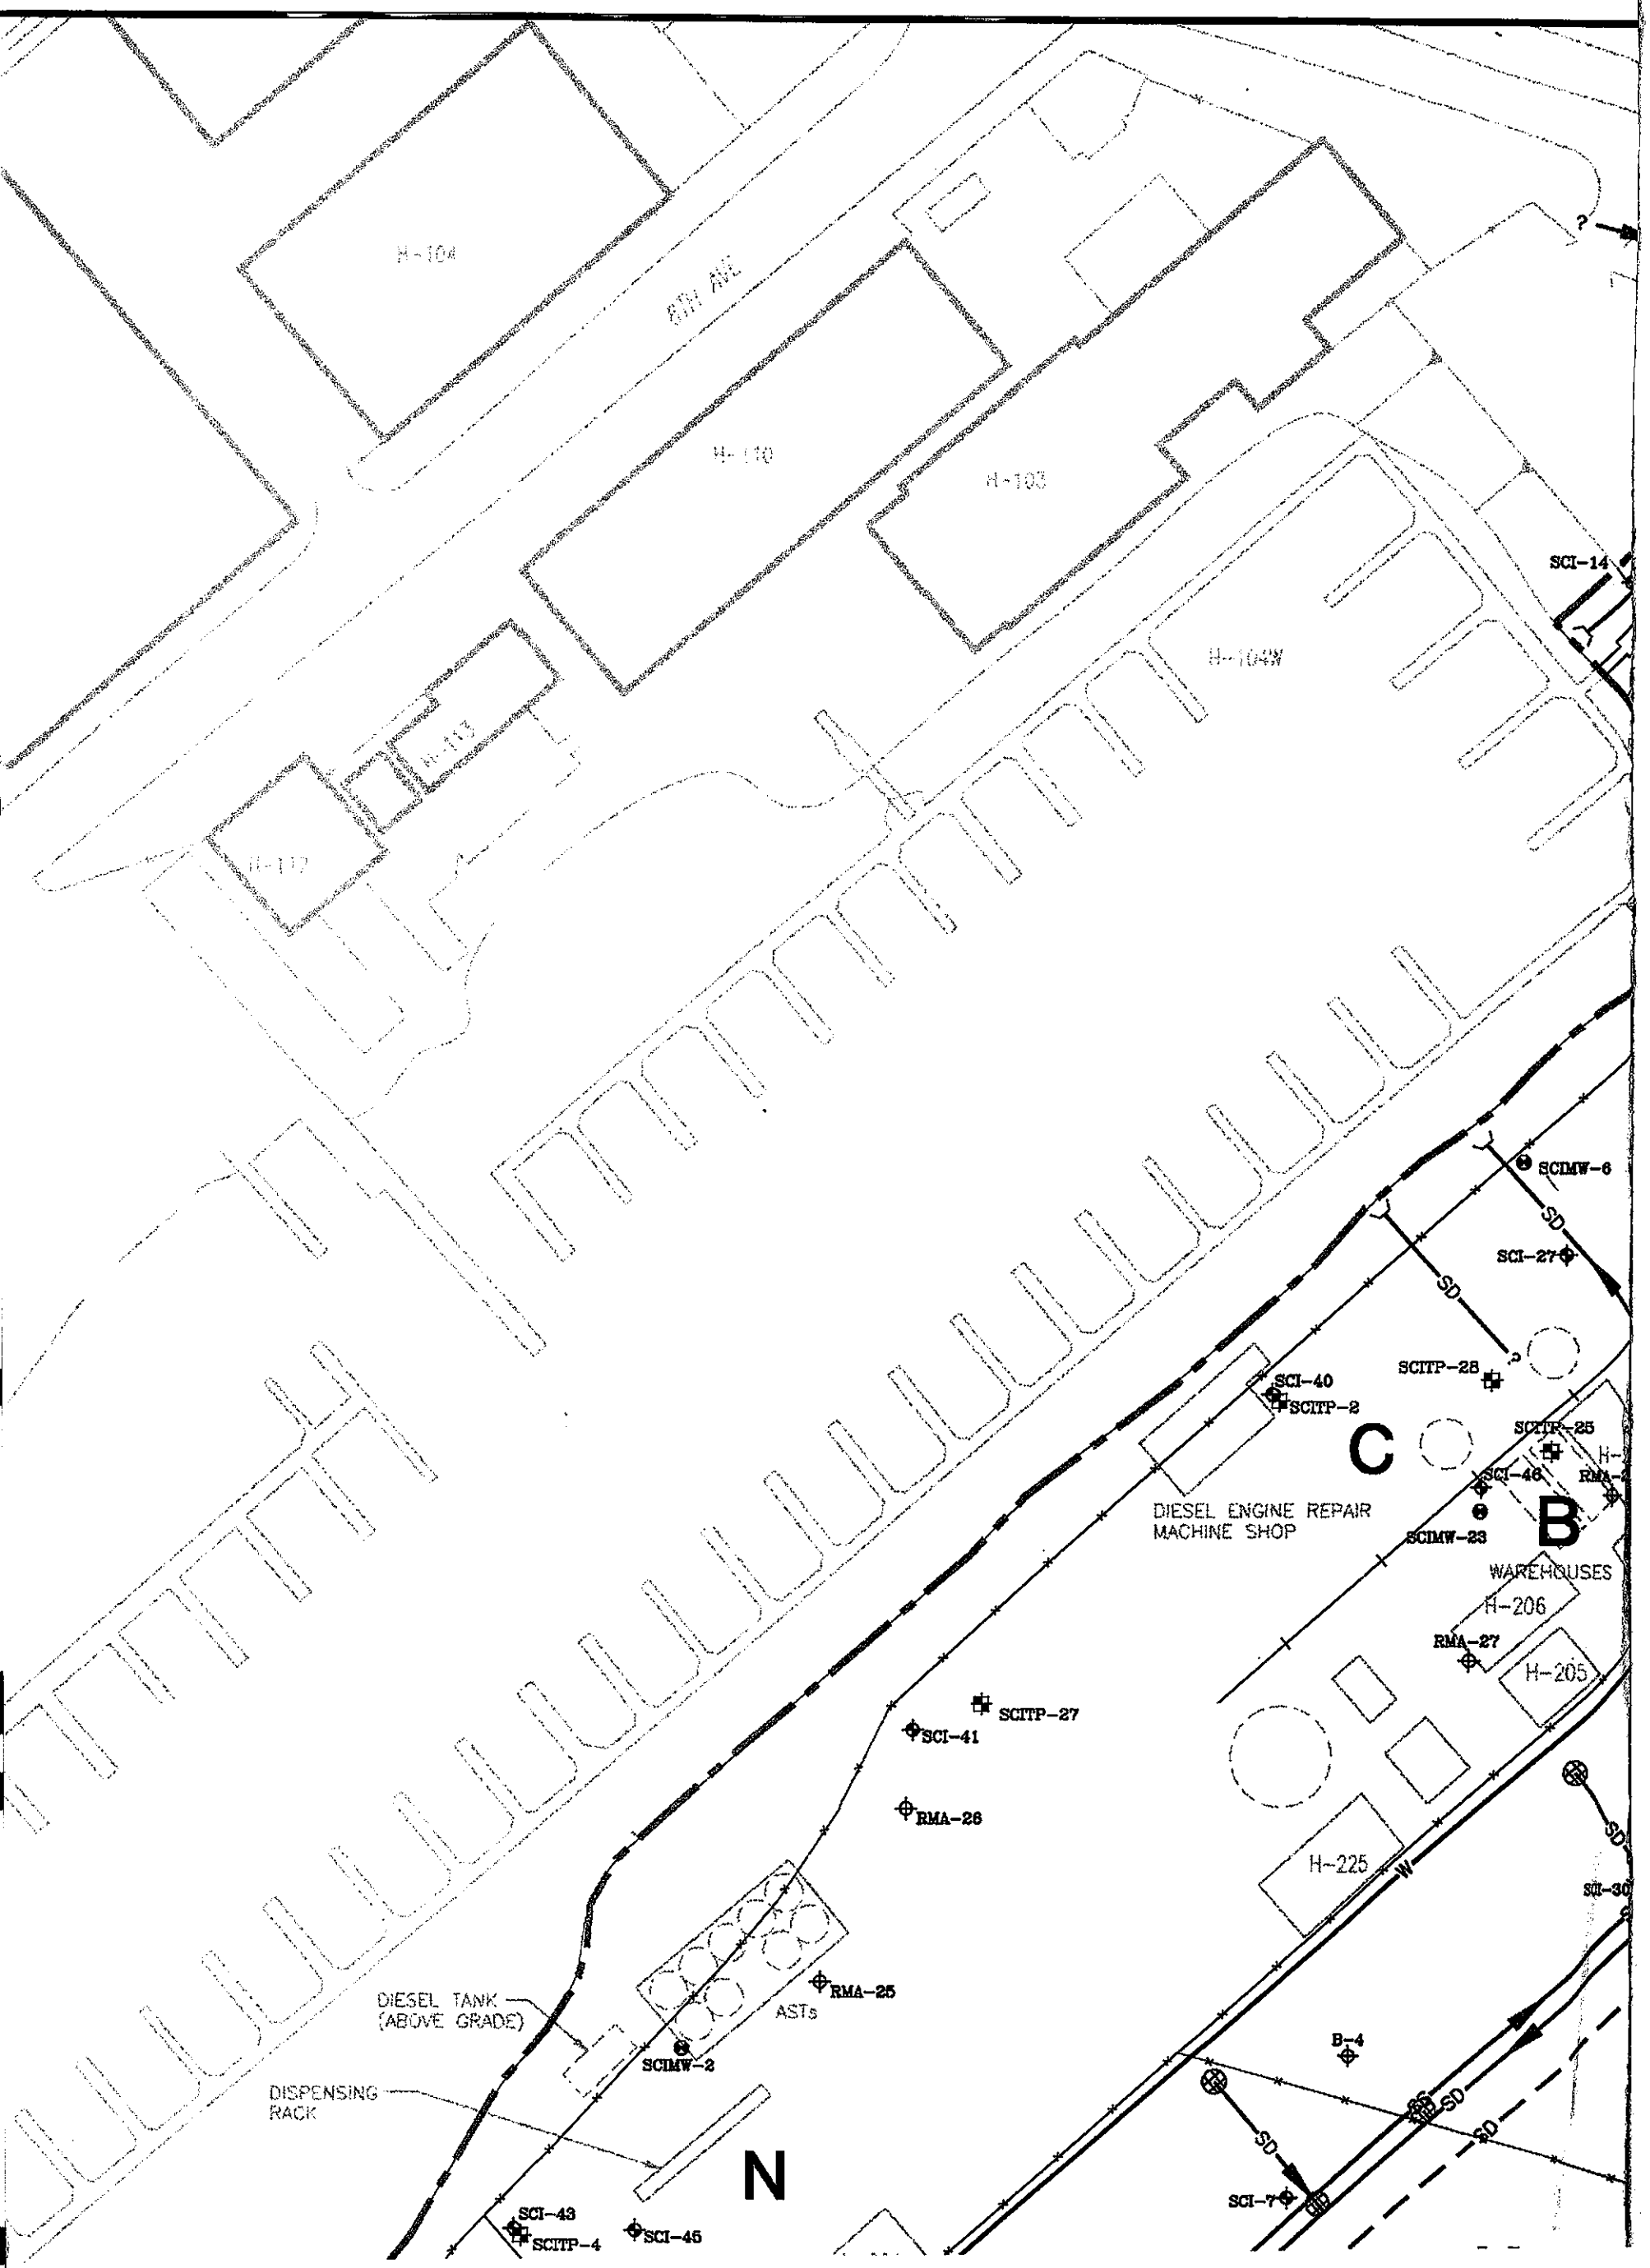 H-104
8TH AVE
?
H-110
H-103
SCI-14
H-104W
H-113
H-112
SCIMW-6
SD
SCI-27
SD
?
SCITP-28
SCI-40
SCITP-2
C
SCITP-25
SCI-46
B
DIESEL ENGINE REPAIR
MACHINE SHOP
SCIMW-23
WAREHOUSES
H-206
RMA-27
H-205
SCITP-27
SCI-41
RMA-26
SD
H-225
W
RMA-25
ASTs
DIESEL TANK
(ABOVE GRADE)
SCIMW-2
B-4
DISPENSING
RACK
SD
SD
SD
N
SCI-7
SCI-43
SCITP-4
SCI-45